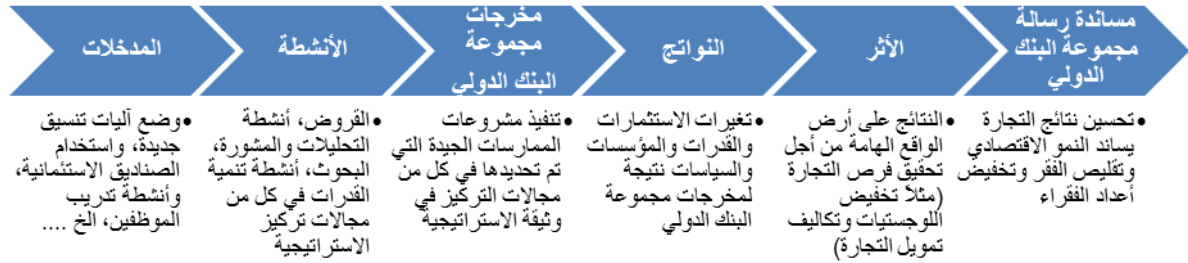 المدخلات
•وضع آليات تنسيق
جديدة، واستخدام
الصناديق الاستئمانية،
وأنشطة تدريب
الموظفين، الخ ....
الأنشطة
•القروض، أنشطة
التحليلات والمشورة،
البحوث، أنشطة تنمية
القدرات في كل من
مجالات تركيز
الاستراتيجية
مخرجات
مجموعة
البنك الدولي
•تنفيذ مشروعات
الممارسات الجيدة التي
تم تحديدها في كل من
مجالات التركيز في
وثيقة الاستراتيجية
النواتج
•تغيرات الاستثمارات
والقدرات والمؤسسات
والسياسات نتيجة
لمخرجات مجموعة
البنك الدولي
الأثر
•النتائج على أرض
الواقع الهامة من أجل
تحقيق فرص التجارة
(مثلاً تخفيض
اللوجستيات وتكاليف
تمويل التجارة)
مساندة رسالة
مجموعة البنك
الدولي
•تحسين نتائج التجارة
يساند النمو الاقتصادي
وتقليص الفقر وتخفيض
أعداد الفقراء